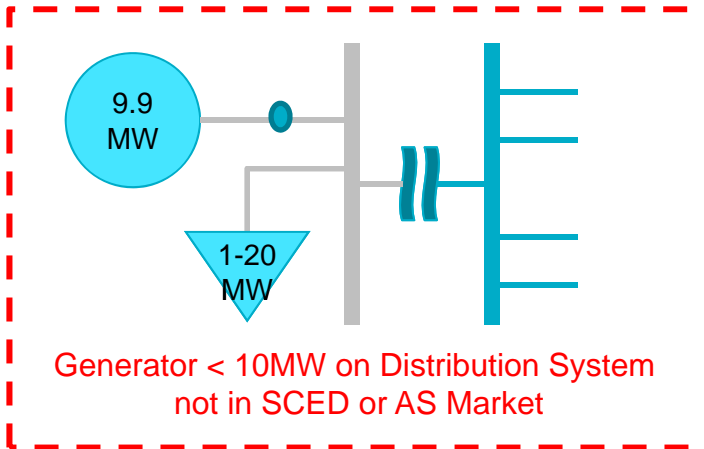 9.9
MW
1-20
MW
Generator < 10MW on Distribution System
not in SCED or AS Market